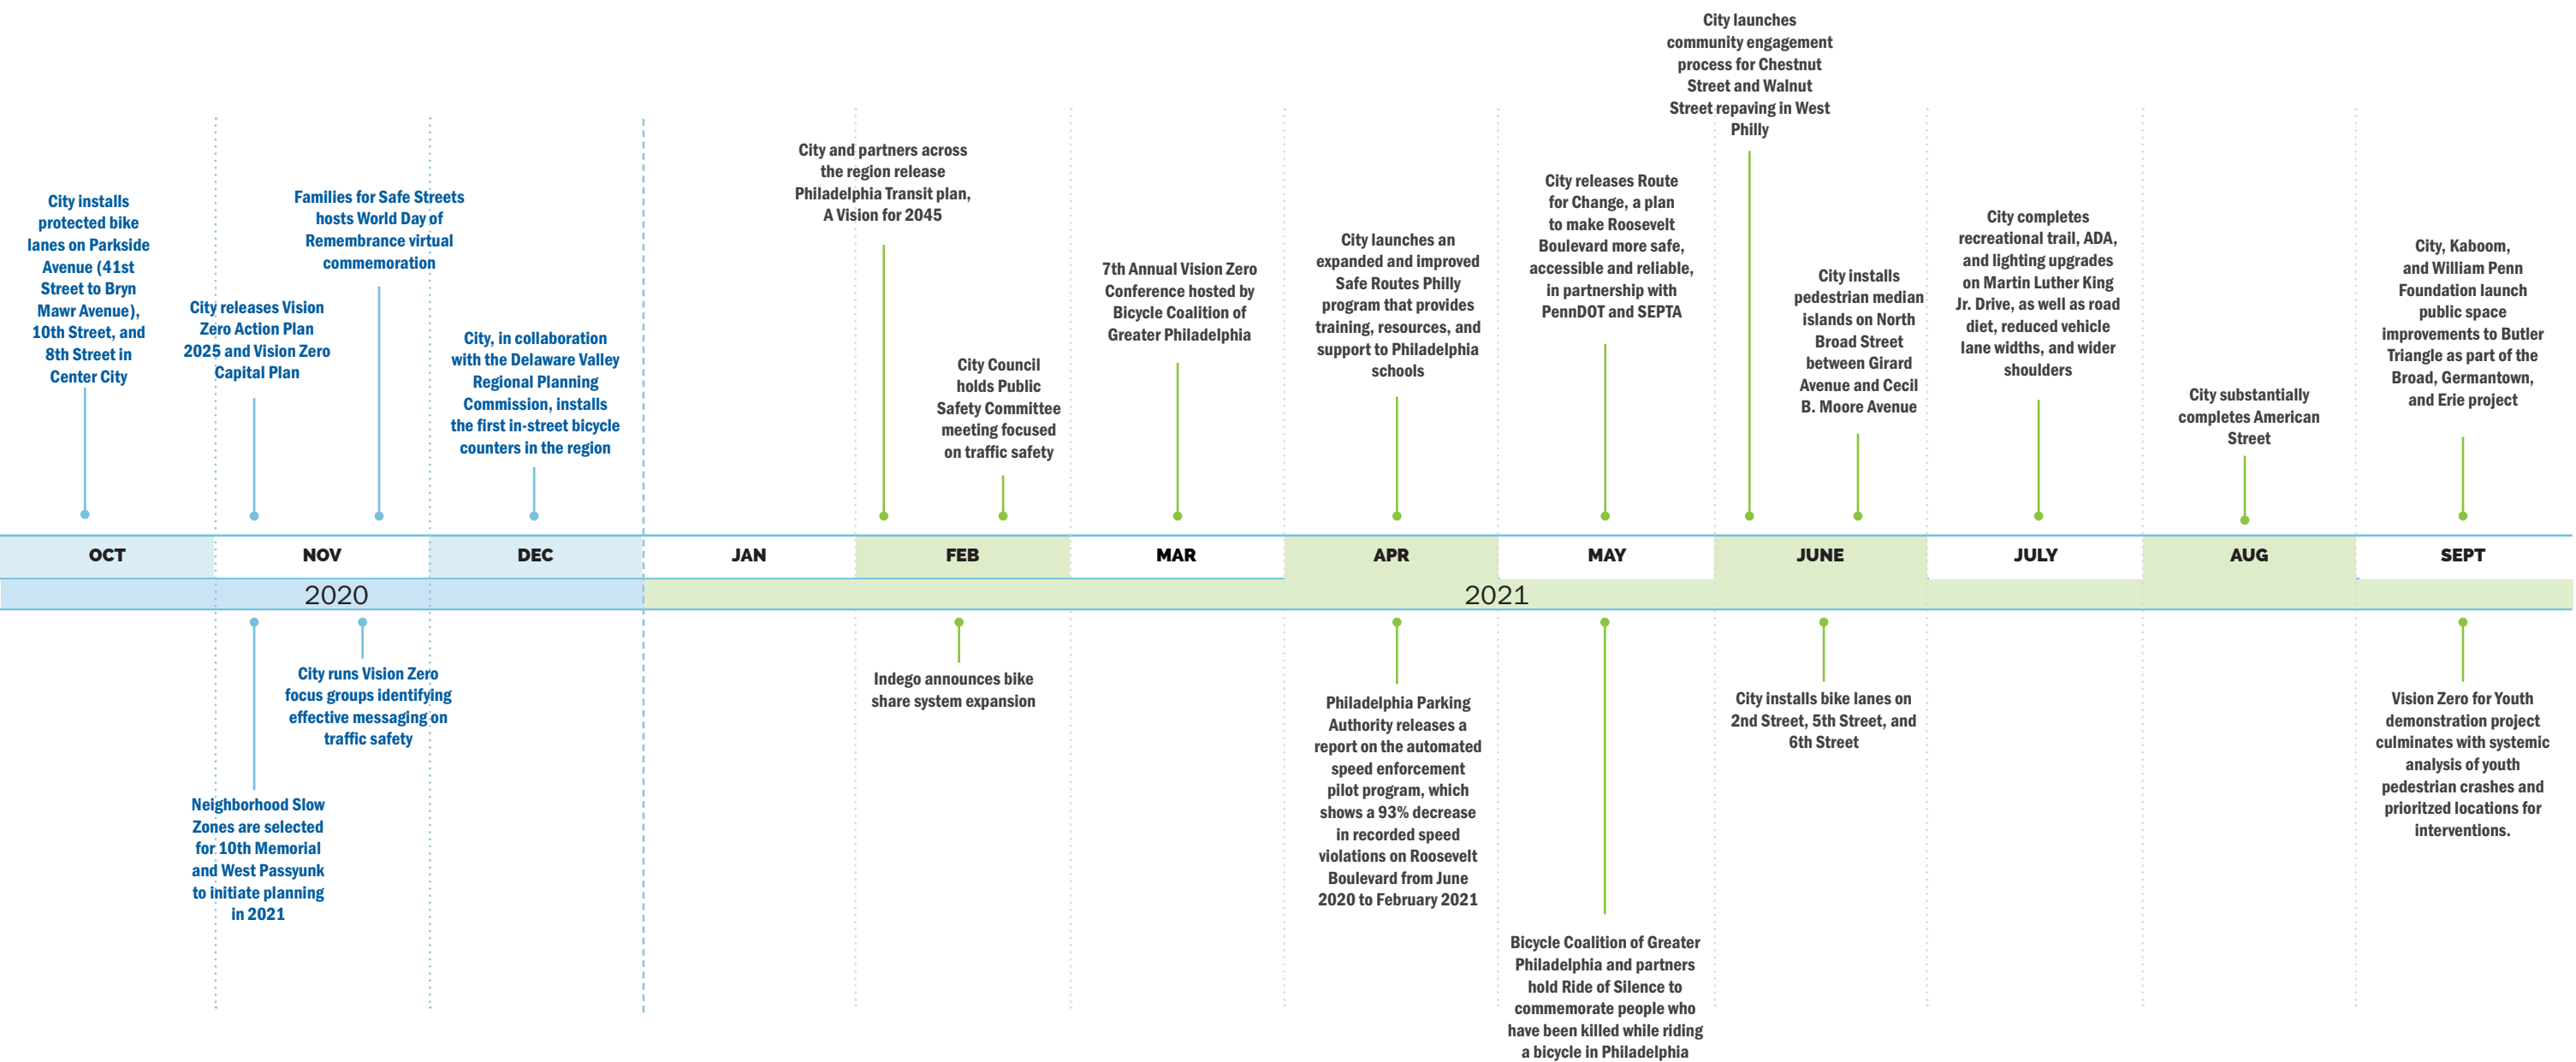 City installs
protected bike
lanes on Parkside
Avenue (41st
Street to Bryn
Mawr Avenue),
10th Street, and
8th Street in
Center City
City releases Vision
Zero Action Plan
2025 and Vision Zero
Capital Plan
Families for Safe Streets
hosts World Day of
Remembrance virtual
commemoration
City, in collaboration
with the Delaware Valley
Regional Planning
Commission, installs
the first in-street bicycle
counters in the region
City and partners across
the region release
Philadelphia Transit plan,
A Vision for 2045
City Council
holds Public
Safety Committee
meeting focused
on traffic safety
7th Annual Vision Zero
Conference hosted by
Bicycle Coalition of
Greater Philadelphia
City launches an
expanded and improved
Safe Routes Philly
program that provides
training, resources, and
support to Philadelphia
schools
City releases Route
for Change, a plan
to make Roosevelt
Boulevard more safe,
accessible and reliable,
in partnership with
PennDOT and SEPTA
City launches
community engagement
process for Chestnut
Street and Walnut
Street repaving in West
Philly
City installs
pedestrian median
islands on North
Broad Street
between Girard
Avenue and Cecil
B. Moore Avenue
City completes
recreational trail, ADA,
and lighting upgrades
on Martin Luther King
Jr. Drive, as well as road
diet, reduced vehicle
lane widths, and wider
shoulders
City substantially
completes American
Street
City, Kaboom,
and William Penn
Foundation launch
public space
improvements to Butler
Triangle as part of the
Broad, Germantown,
and Erie project
OCT NOV DEC JAN FEB MAR APR MAY JUNE JULY AUG SEPT
2020 2021
Neighborhood Slow
Zones are selected
for 10th Memorial
and West Passyunk
to initiate planning
in 2021
City runs Vision Zero
focus groups identifying
effective messaging on
traffic safety
Indego announces bike
share system expansion
Philadelphia Parking
Authority releases a
report on the automated
speed enforcement
pilot program, which
shows a 93% decrease
in recorded speed
violations on Roosevelt
Boulevard from June
2020 to February 2021
Bicycle Coalition of Greater
Philadelphia and partners
hold Ride of Silence to
commemorate people who
have been killed while riding
a bicycle in Philadelphia
City installs bike lanes on
2nd Street, 5th Street, and
6th Street
Vision Zero for Youth
demonstration project
culminates with systemic
analysis of youth
pedestrian crashes and
prioritzed locations for
interventions.